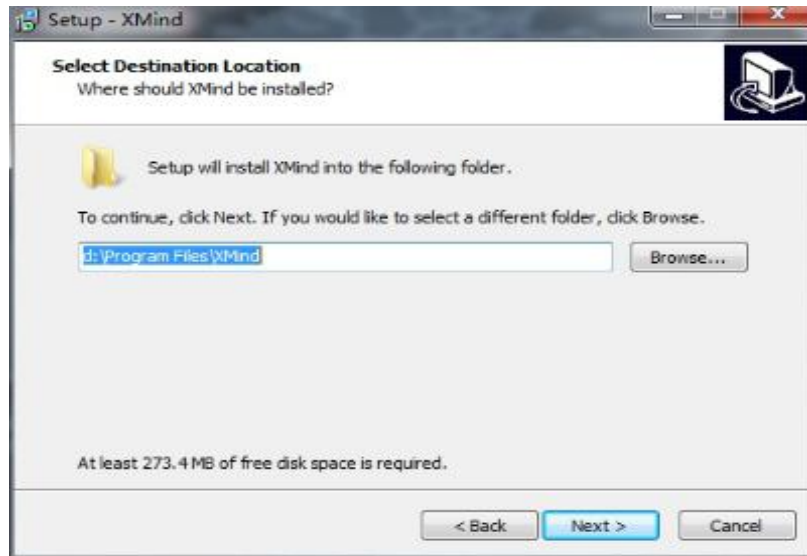 Setup - XMind
Select Destination Location
Where should XMind be installed?
Setup will install XMind into the following folder.
To continue, click Next. If you would like to select a different folder, click Browse.
d:\Program Files\XMind
Browse...
At least 273.4 MB of free disk space is required.
< Back
Next >
Cancel